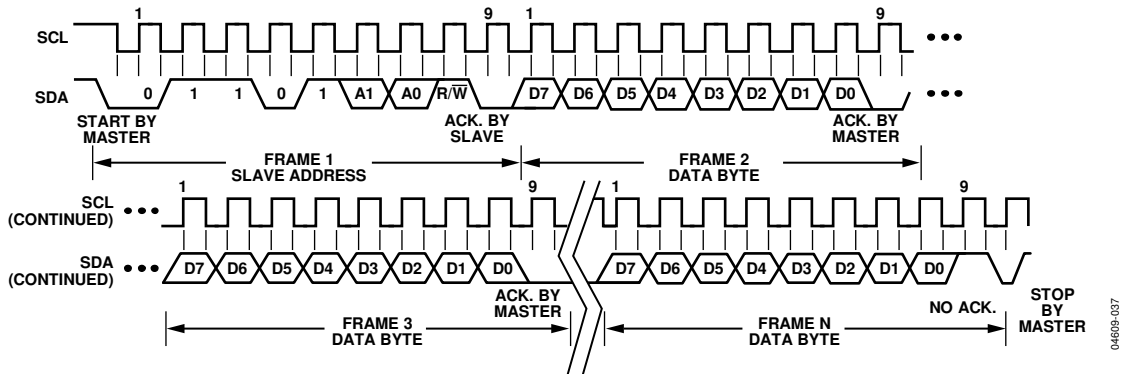 1 9 1 9
SCL
SDA 0 1 1 0 1 A1 A0 R/W̅ D7 D6 D5 D4 D3 D2 D1 D0
START BY MASTER
ACK. BY SLAVE
ACK. BY MASTER
FRAME 1
SLAVE ADDRESS
FRAME 2
DATA BYTE
1 9 1 9
SCL
(CONTINUED)
SDA
(CONTINUED)
D7 D6 D5 D4 D3 D2 D1 D0 D7 D6 D5 D4 D3 D2 D1 D0
ACK. BY
MASTER
NO ACK.
STOP
BY
MASTER
FRAME 3
DATA BYTE
FRAME N
DATA BYTE
04609-037